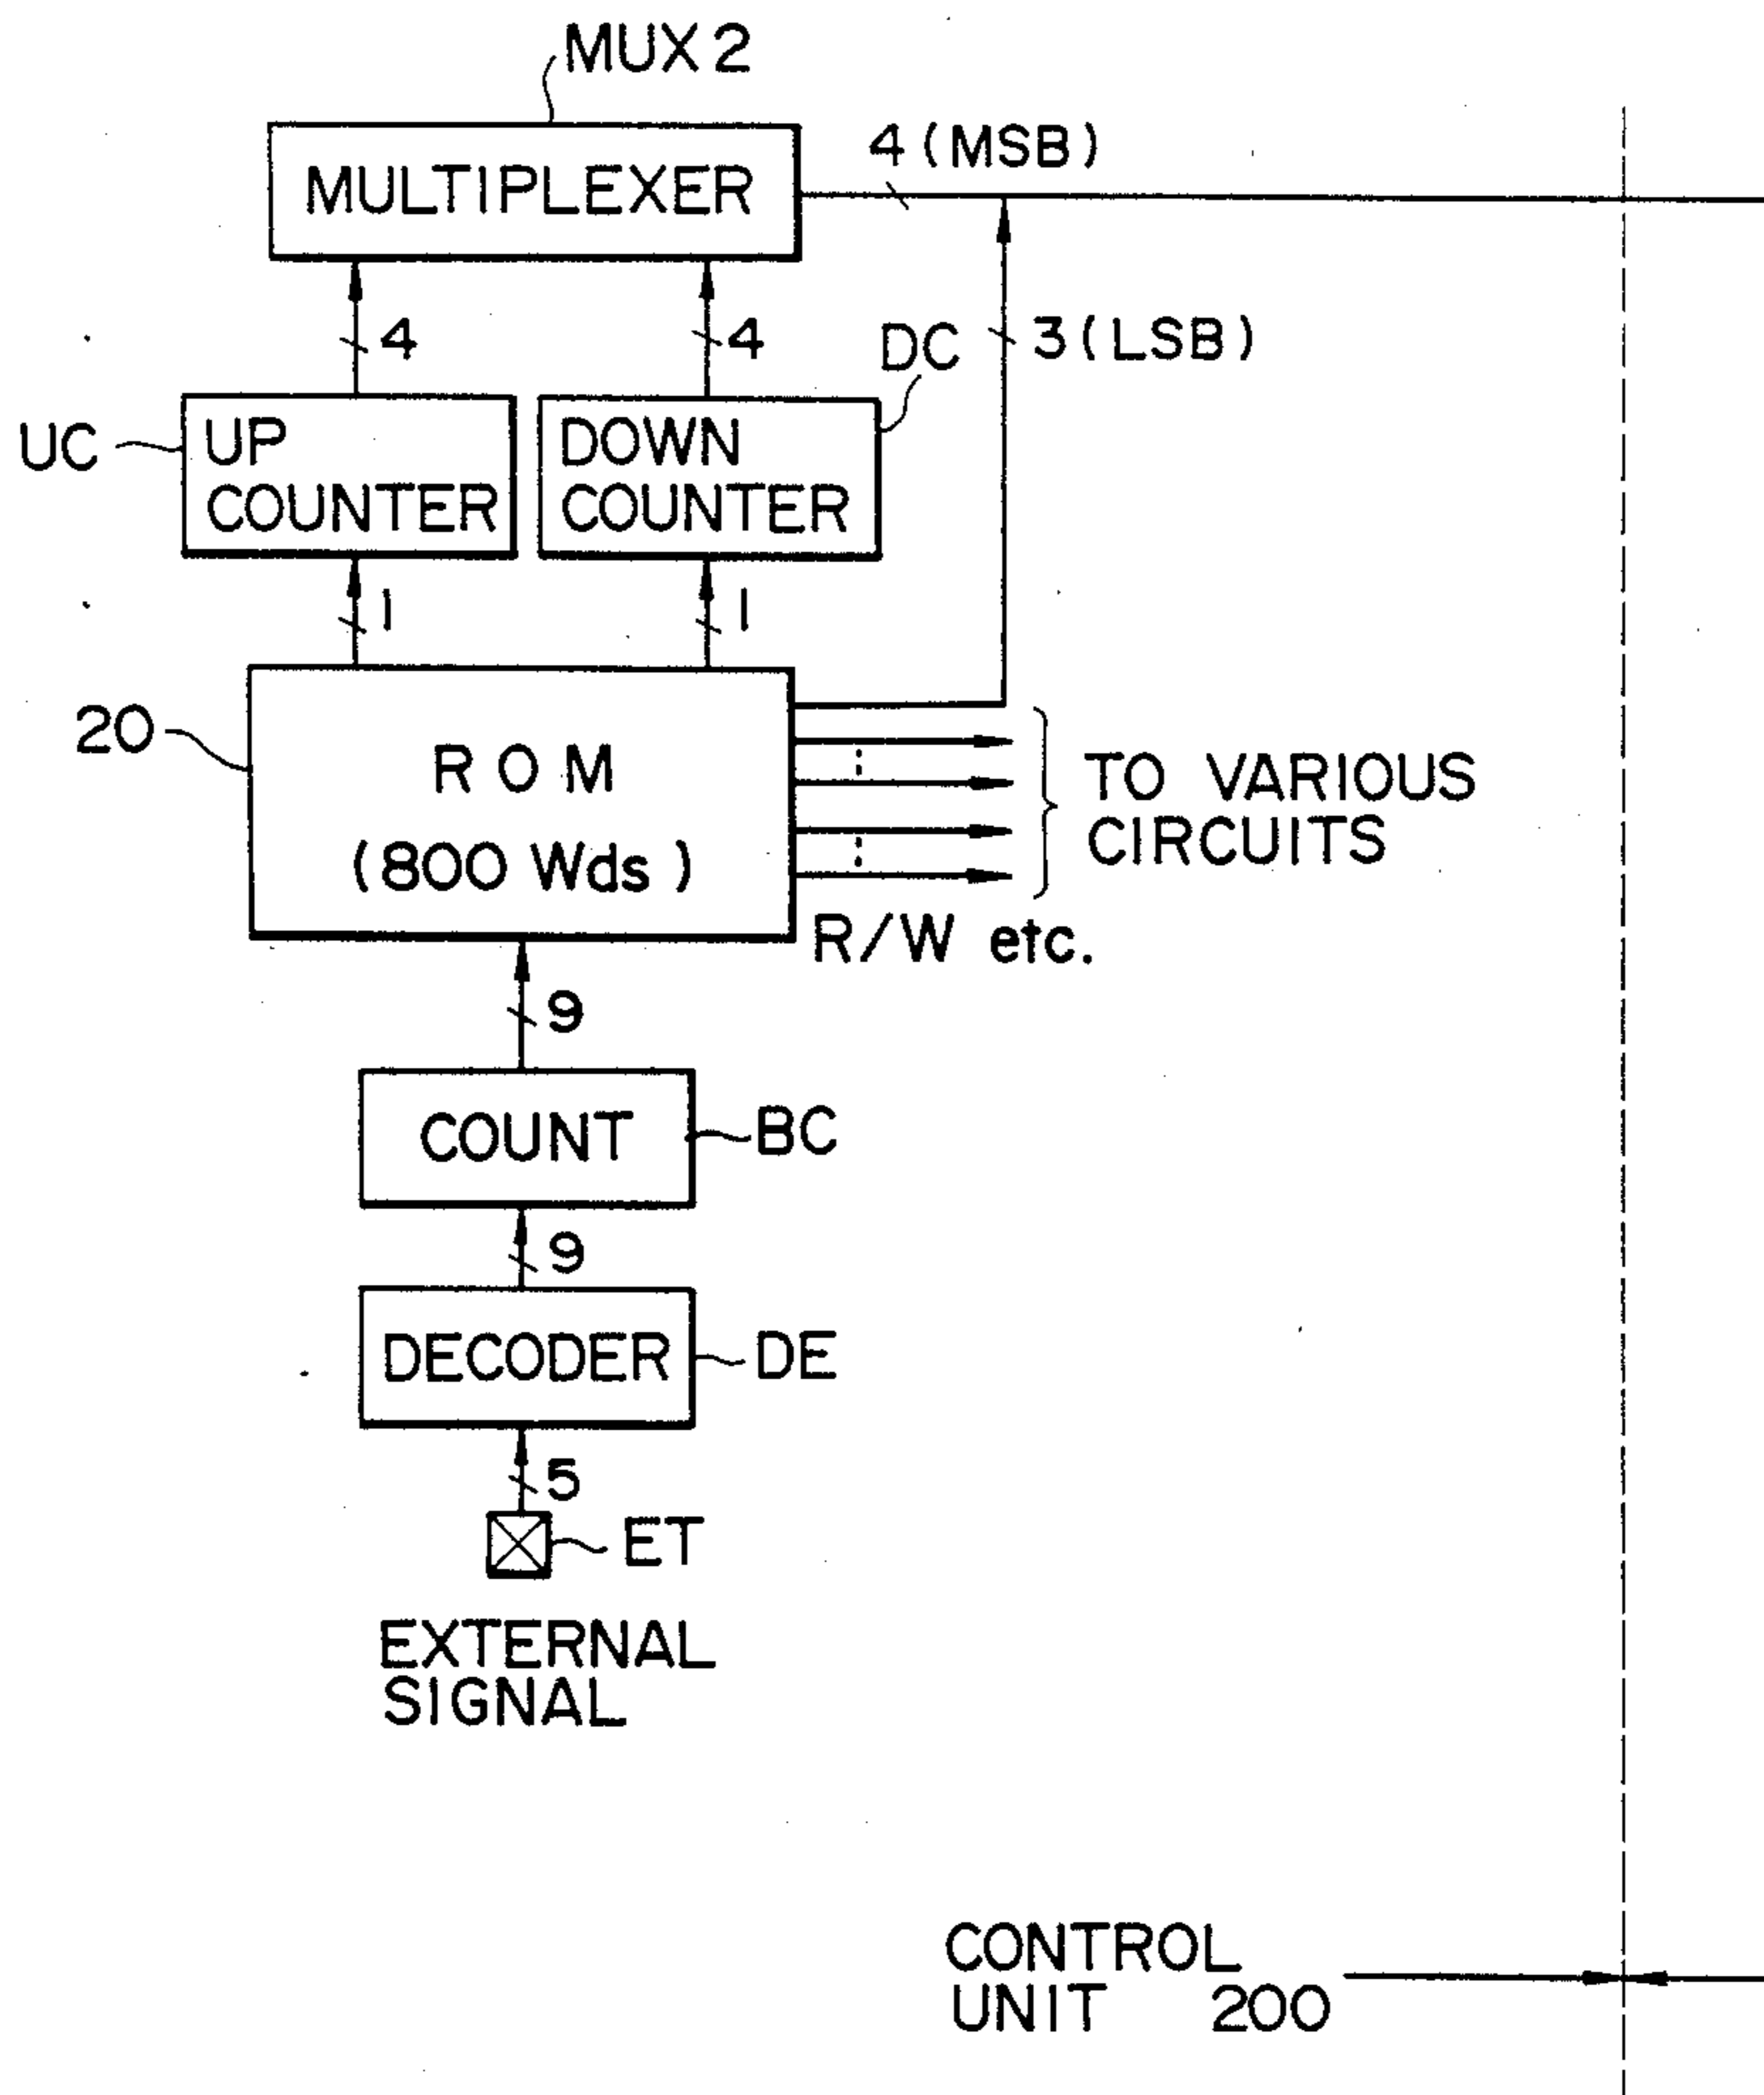 MUX 2
MULTIPLEXER
4 (MSB)
4
4
DC
3 (LSB)
UC
UP
COUNTER
DOWN
COUNTER
1
1
20
ROM
(800 Wds)
TO VARIOUS
CIRCUITS
R/W etc.
9
COUNT
BC
9
DECODER
DE
5
ET
EXTERNAL
SIGNAL
CONTROL
UNIT 200